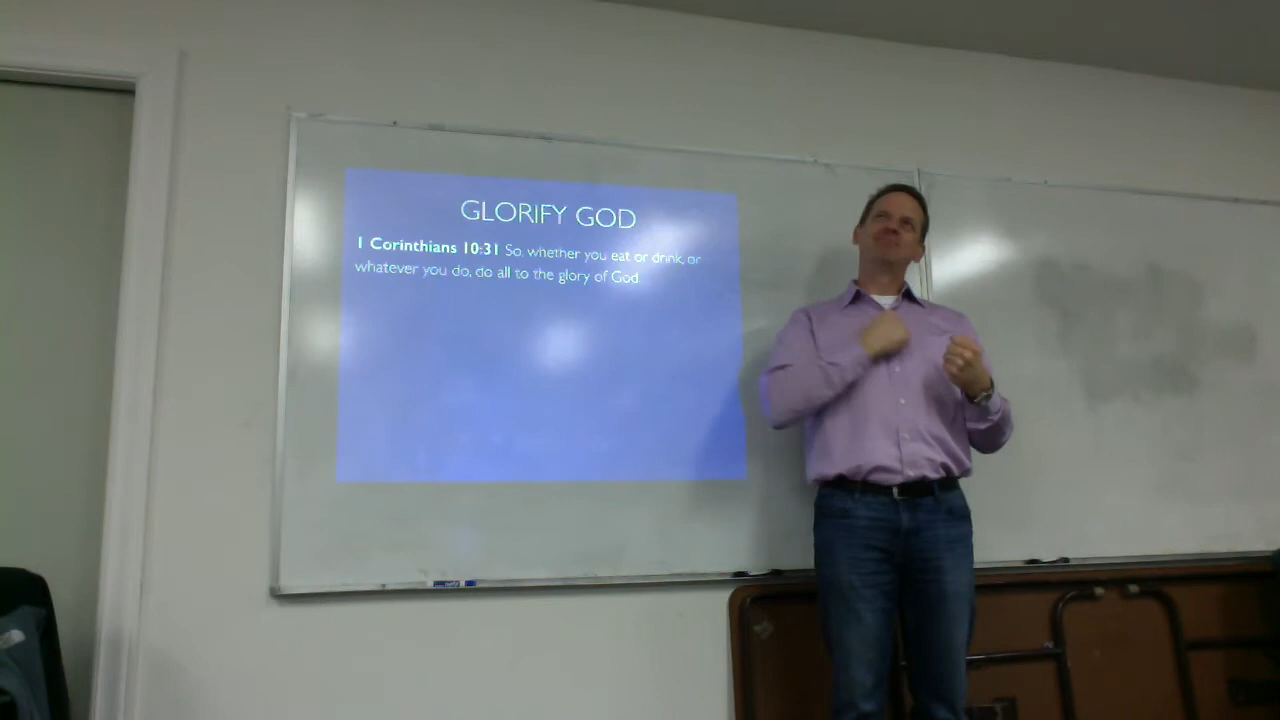 GLORIFY GOD
1 Corinthians 10:31 So, whether you eat or drink, or
whatever you do, do all to the glory of God.